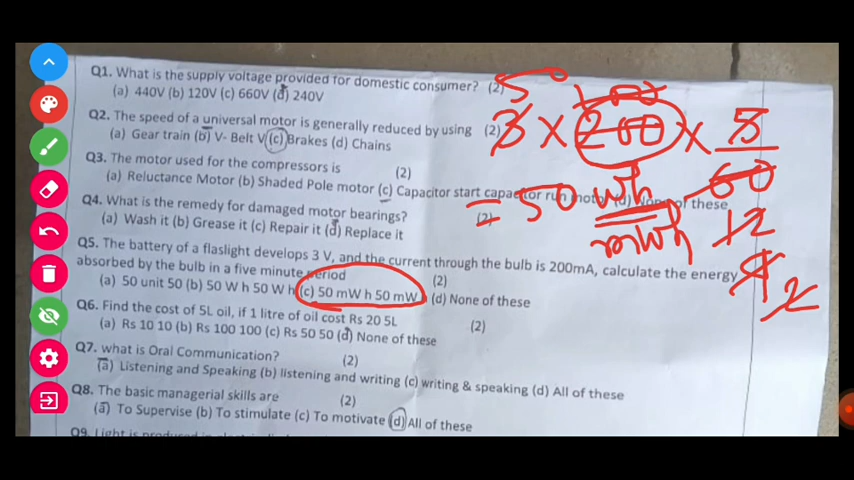 Q1. What is the supply voltage provided for domestic consumer? (2)
(a) 440V (b) 120V (c) 660V (d) 240V
Q2. The speed of a universal motor is generally reduced by using (2)
(a) Gear train (b) V- Belt V (c) Brakes (d) Chains
Q3. The motor used for the compressors is (2)
(a) Reluctance Motor (b) Shaded Pole motor (c) Capacitor start capacitor run motor (d) None of these
Q4. What is the remedy for damaged motor bearings? (2)
(a) Wash it (b) Grease it (c) Repair it (d) Replace it
Q5. The battery of a flaslight develops 3 V, and the current through the bulb is 200mA, calculate the energy
absorbed by the bulb in a five minute period (2)
(a) 50 unit 50 (b) 50 W h 50 W h (c) 50 mW h 50 mW (d) None of these
Q6. Find the cost of 5L oil, if 1 litre of oil cost Rs 20 5L (2)
(a) Rs 10 10 (b) Rs 100 100 (c) Rs 50 50 (d) None of these
Q7. what is Oral Communication? (2)
(a) Listening and Speaking (b) listening and writing (c) writing & speaking (d) All of these
Q8. The basic managerial skills are (2)
(a) To Supervise (b) To stimulate (c) To motivate (d) All of these
Q9. Light is produced in
50 100
3 × 200 × 5
60
= 50 wh
mwh
12
2